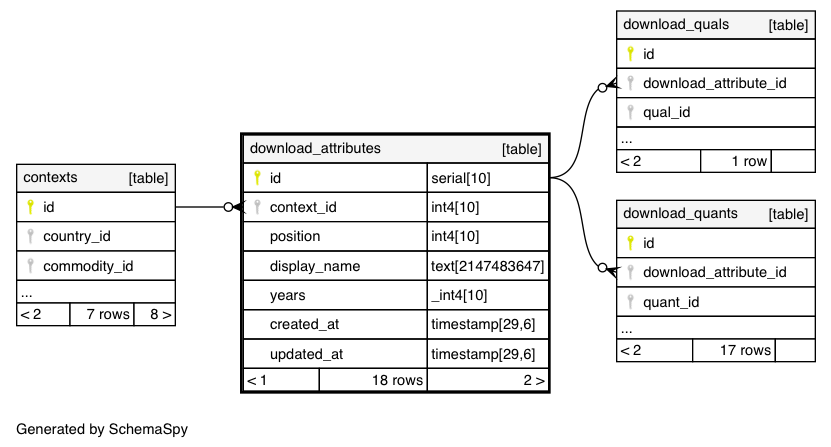 download_quals [table]
id
download_attribute_id
qual_id
...
< 2 1 row
download_attributes [table]
id serial[10]
context_id int4[10]
position int4[10]
display_name text[2147483647]
years _int4[10]
created_at timestamp[29,6]
updated_at timestamp[29,6]
< 1 18 rows 2 >
contexts [table]
id
country_id
commodity_id
...
< 2 7 rows 8 >
download_quants [table]
id
download_attribute_id
quant_id
...
< 2 17 rows
Generated by SchemaSpy